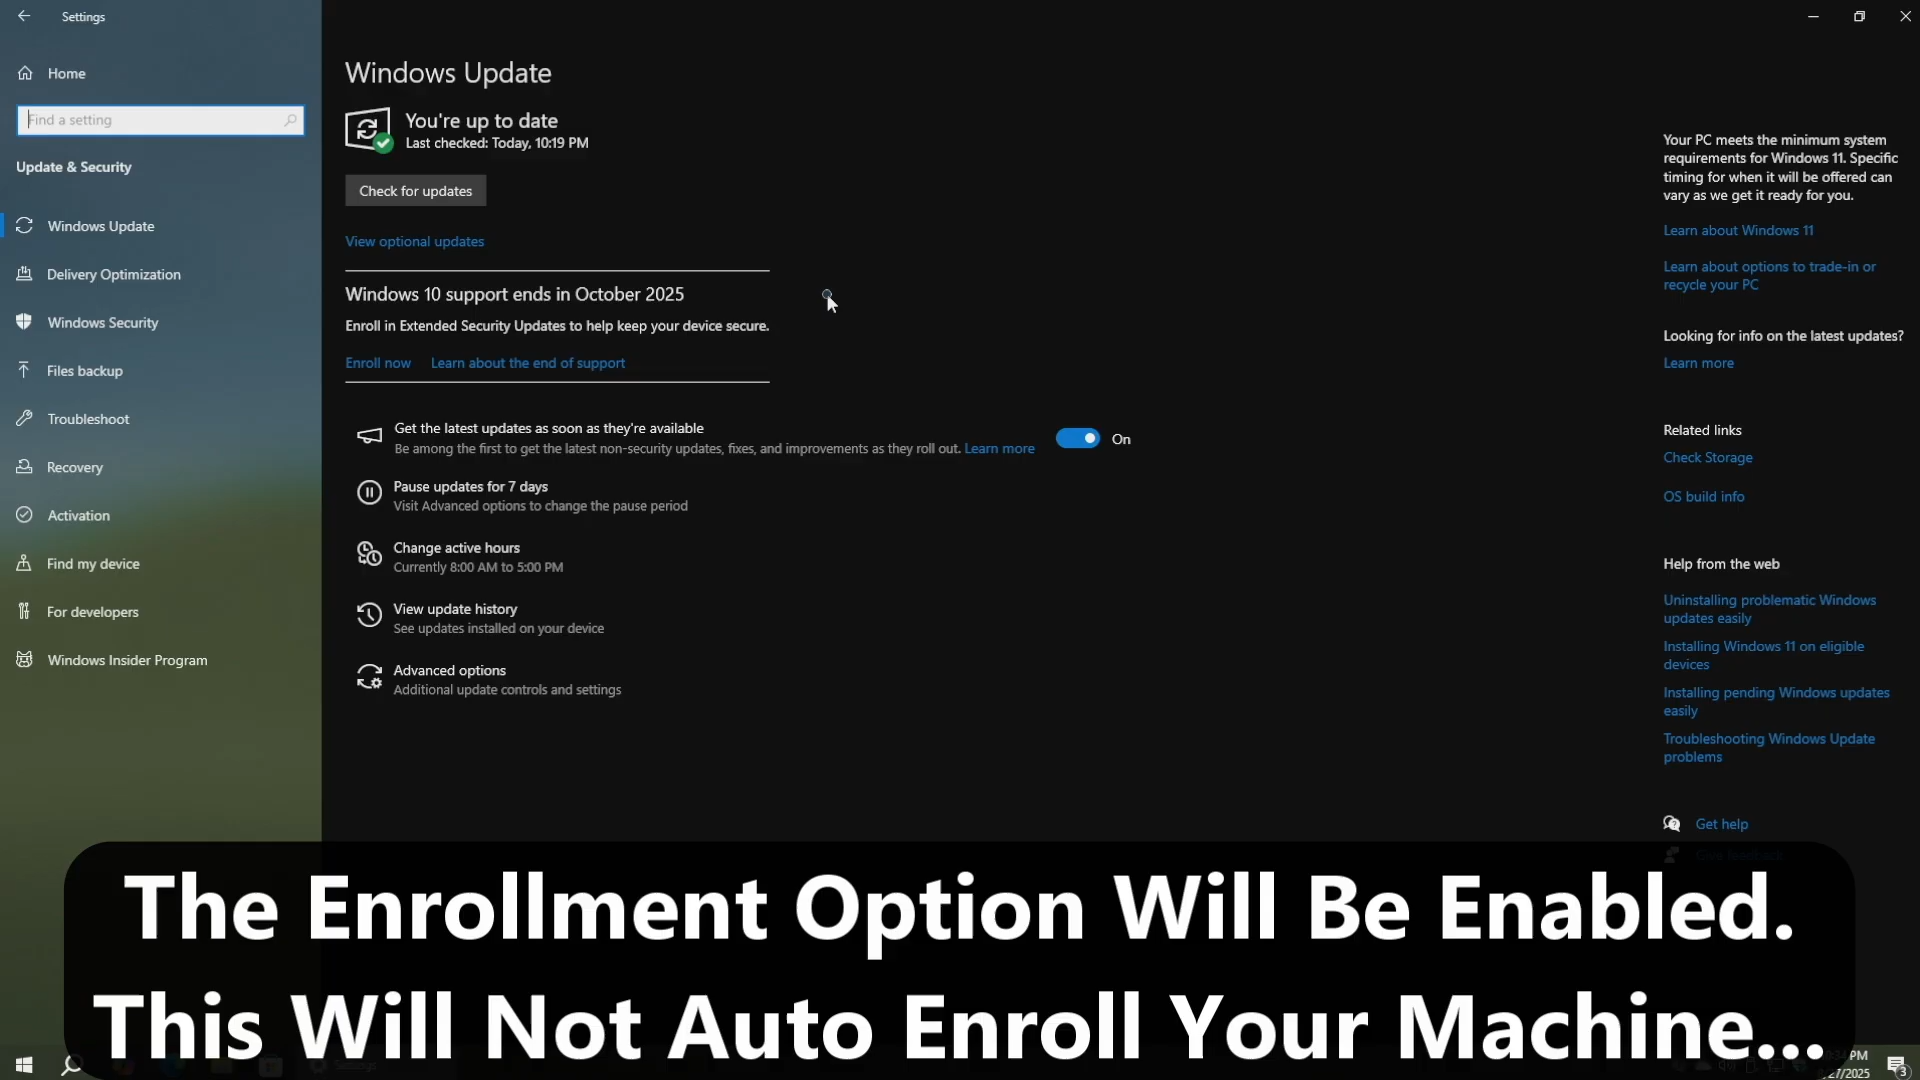 Settings
Home
Find a setting
Update & Security
Windows Update
Delivery Optimization
Windows Security
Files backup
Troubleshoot
Recovery
Activation
Find my device
For developers
Windows Insider Program
Windows Update
You're up to date
Last checked: Today, 10:19 PM
Check for updates
View optional updates
Windows 10 support ends in October 2025
Enroll in Extended Security Updates to help keep your device secure.
Enroll now Learn about the end of support
Get the latest updates as soon as they're available
Be among the first to get the latest non-security updates, fixes, and improvements as they roll out. Learn more
On
Pause updates for 7 days
Visit Advanced options to change the pause period
Change active hours
Currently 8:00 AM to 5:00 PM
View update history
See updates installed on your device
Advanced options
Additional update controls and settings
Your PC meets the minimum system
requirements for Windows 11. Specific
timing for when it will be offered can
vary as we get it ready for you.
Learn about Windows 11
Learn about options to trade-in or
recycle your PC
Looking for info on the latest updates?
Learn more
Related links
Check Storage
OS build info
Help from the web
Uninstalling problematic Windows
updates easily
Installing Windows 11 on eligible
devices
Installing pending Windows updates
easily
Troubleshooting Windows Update
problems
Get help
Give feedback
The Enrollment Option Will Be Enabled.
This Will Not Auto Enroll Your Machine...
Settings
PM
27/2025
3